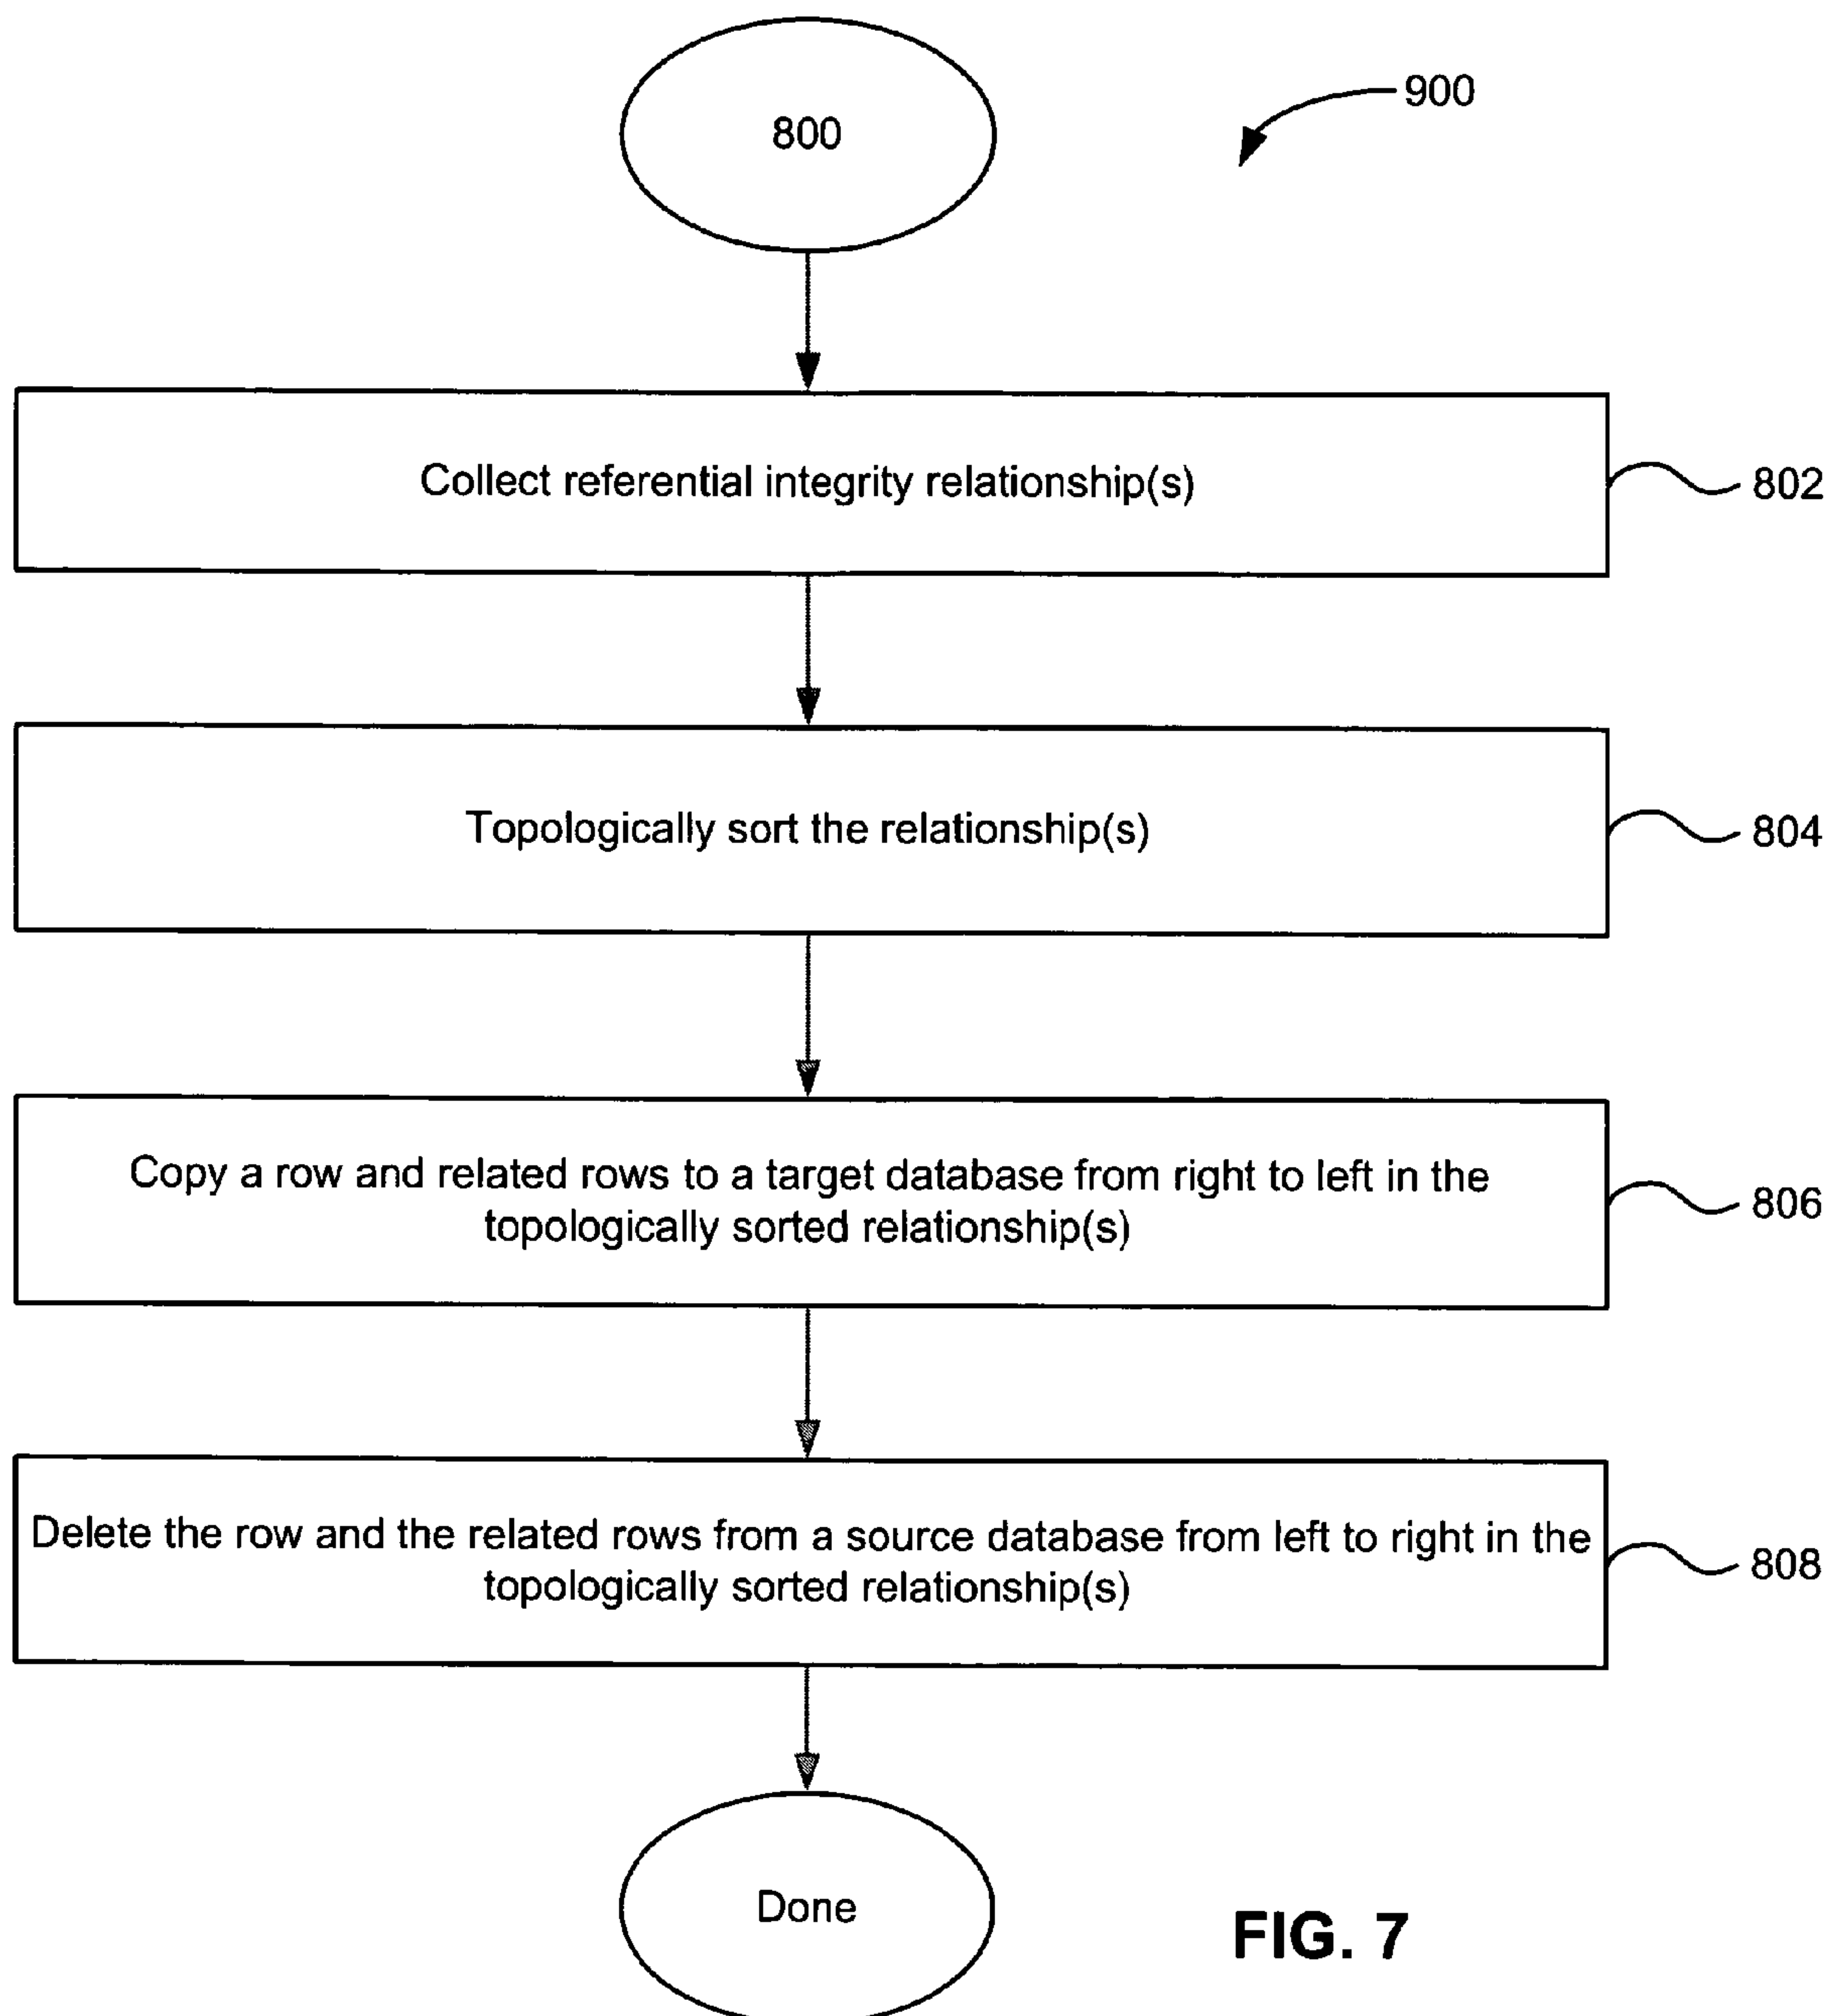 800
900
Collect referential integrity relationship(s)
802
Topologically sort the relationship(s)
804
Copy a row and related rows to a target database from right to left in the
topologically sorted relationship(s)
806
Delete the row and the related rows from a source database from left to right in the
topologically sorted relationship(s)
808
Done
FIG. 7